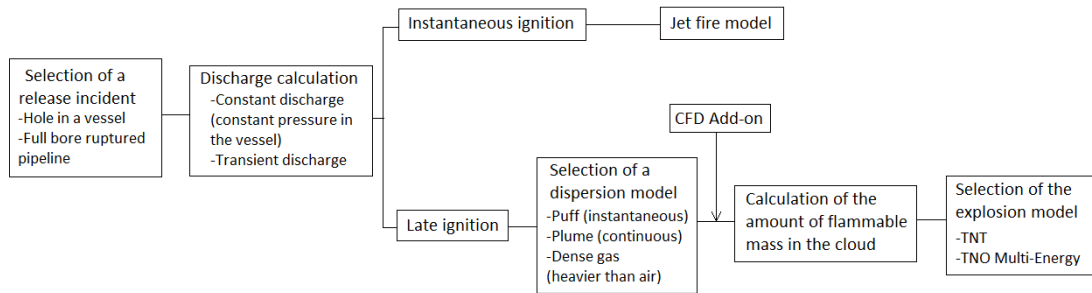 Selection of a
release incident
-Hole in a vessel
-Full bore ruptured
pipeline
Discharge calculation
-Constant discharge
(constant pressure in
the vessel)
-Transient discharge
Instantaneous ignition
Jet fire model
Late ignition
Selection of a
dispersion model
-Puff (instantaneous)
-Plume (continuous)
-Dense gas
(heavier than air)
CFD Add-on
Calculation of the
amount of flammable
mass in the cloud
Selection of the
explosion model
-TNT
-TNO Multi-Energy